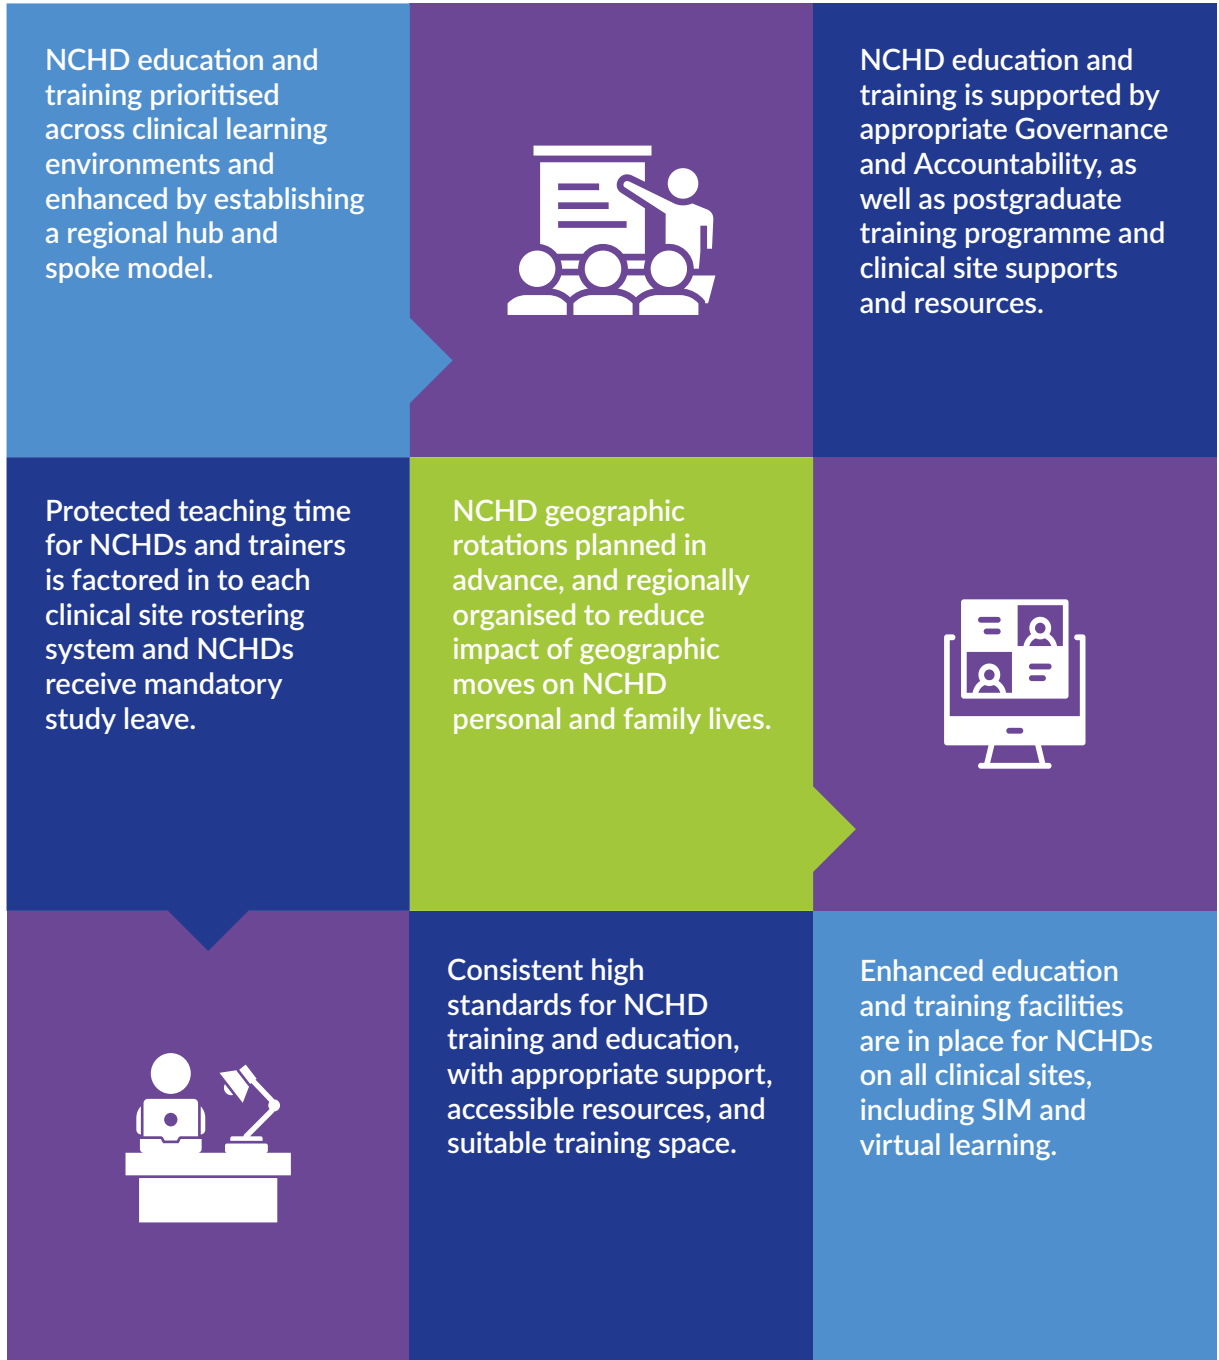 NCHD education and
training prioritised
across clinical learning
environments and
enhanced by establishing
a regional hub and
spoke model.
NCHD education and
training is supported by
appropriate Governance
and Accountability, as
well as postgraduate
training programme and
clinical site supports
and resources.
Protected teaching time
for NCHDs and trainers
is factored in to each
clinical site rostering
system and NCHDs
receive mandatory
study leave.
NCHD geographic
rotations planned in
advance, and regionally
organised to reduce
impact of geographic
moves on NCHD
personal and family lives.
Consistent high
standards for NCHD
training and education,
with appropriate support,
accessible resources, and
suitable training space.
Enhanced education
and training facilities
are in place for NCHDs
on all clinical sites,
including SIM and
virtual learning.